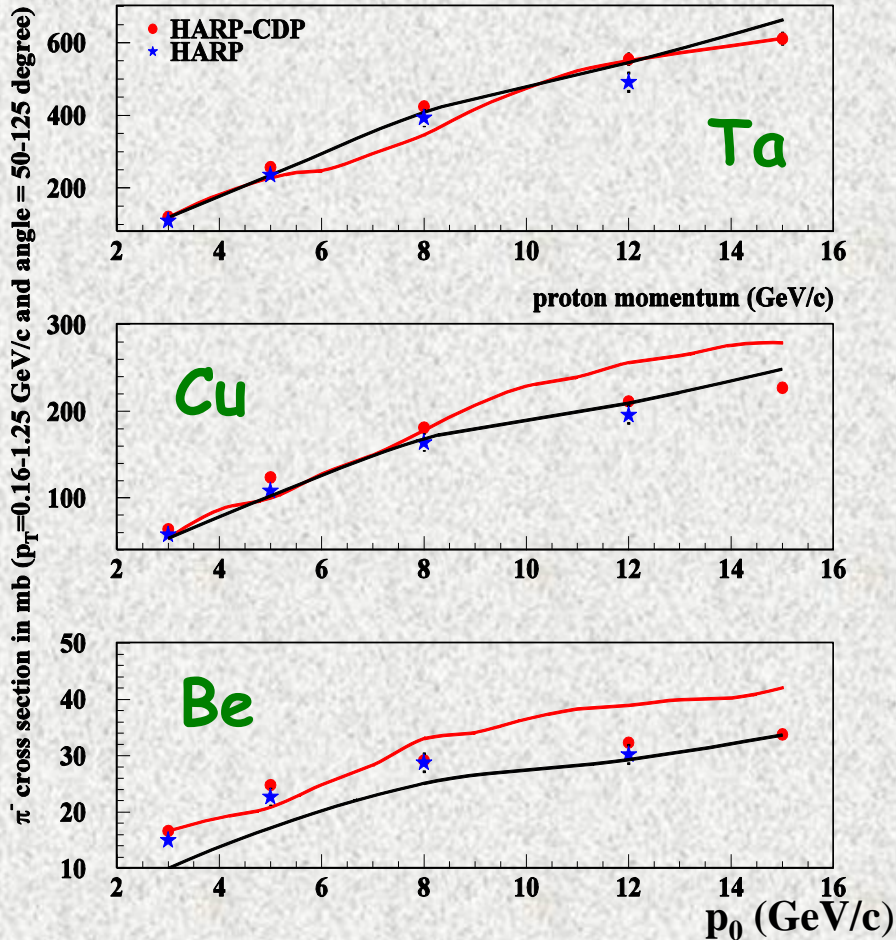 π- cross section in mb (pT=0.16-1.25 GeV/c and angle = 50-125 degree)
HARP-CDP
HARP
Ta
600
400
200
2 4 6 8 10 12 14 16
proton momentum (GeV/c)
Cu
300
200
100
2 4 6 8 10 12 14 16
Be
50
40
30
20
10
2 4 6 8 10 12 14 16
p0 (GeV/c)